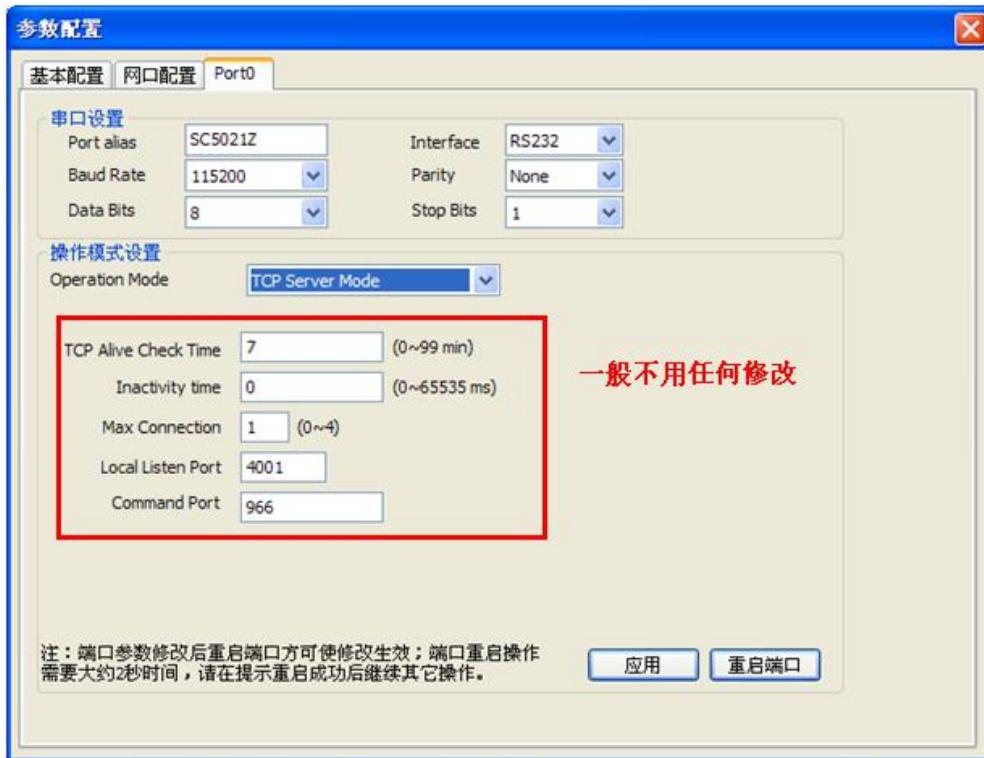 参数配置
基本配置 网口配置 Port0
串口设置
Port alias SC5021Z Interface RS232
Baud Rate 115200 Parity None
Data Bits 8 Stop Bits 1
操作模式设置
Operation Mode TCP Server Mode
TCP Alive Check Time 7 (0~99 min)
一般不用任何修改
Inactivity time 0 (0~65535 ms)
Max Connection 1 (0~4)
Local Listen Port 4001
Command Port 966
注：端口参数修改后重启端口方可使修改生效；端口重启操作
需要大约2秒时间，请在提示重启成功后继续其它操作。
应用 重启端口